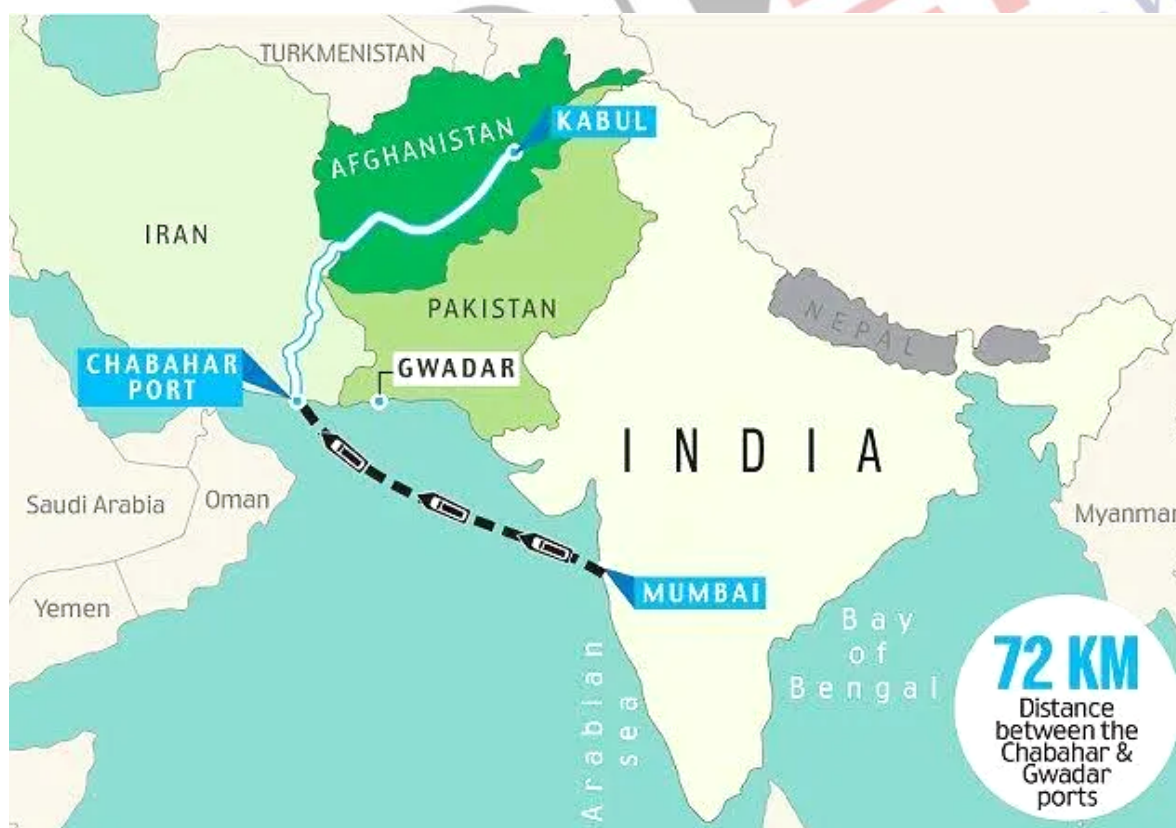 TURKMENISTAN
AFGHANISTAN
KABUL
IRAN
PAKISTAN
NEPAL
CHABAHAR
PORT
GWADAR
INDIA
Saudi Arabia
Oman
Myanmar
Yemen
MUMBAI
Bay
of
Bengal
Arabian
sea
72 KM
Distance
between the
Chabahar &
Gwadar
ports